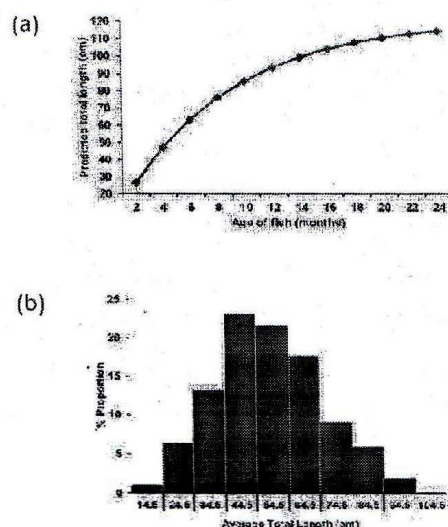 (a)
Predicted total length (cm)
120
110
100
90
80
70
60
50
40
30
20
2 4 6 8 10 12 14 16 18 20 22 24
Age of fish (months)
(b)
% Proportion
25
20
15
10
5
0
14.5 24.5 34.5 44.5 54.5 64.5 74.5 84.5 94.5 104.5
Average Total Length (cm)